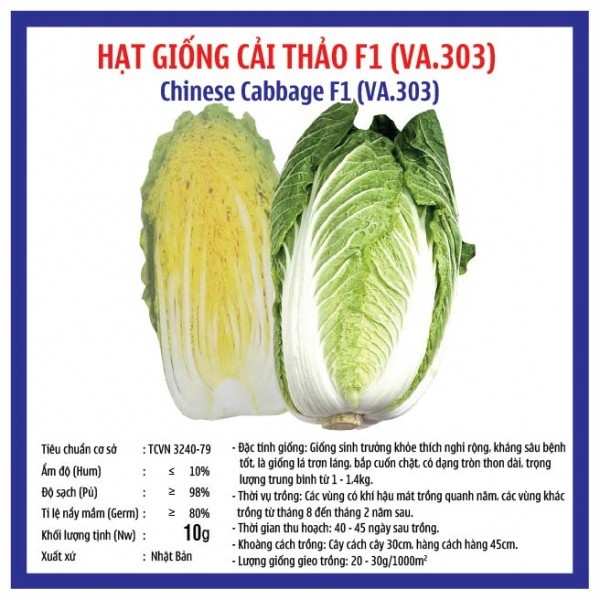 HẠT GIỐNG CẢI THẢO F1 (VA.303)
Chinese Cabbage F1 (VA.303)
Tiêu chuẩn cơ sở : TCVN 3240-79
Ẩm độ (Hum) : ≤ 10%
Độ sạch (Pủ) : ≥ 98%
Tỉ lệ nảy mầm (Germ) : ≥ 80%
Khối lượng tịnh (Nw) : 10g
Xuất xứ : Nhật Bản
- Đặc tính giống: Giống sinh trưởng khỏe thích nghi rộng, kháng sâu bệnh
tốt, là giống lá trơn láng, bắp cuốn chặt, có dạng tròn thon dài, trọng
lượng trung bình từ 1 - 1.4kg.
- Thời vụ trồng: Các vùng có khí hậu mát trồng quanh năm, các vùng khác
trồng từ tháng 8 đến tháng 2 năm sau.
- Thời gian thu hoạch: 40 - 45 ngày sau trồng.
- Khoảng cách trồng: Cây cách cây 30cm, hàng cách hàng 45cm.
- Lượng giống gieo trồng: 20 - 30g/1000m²